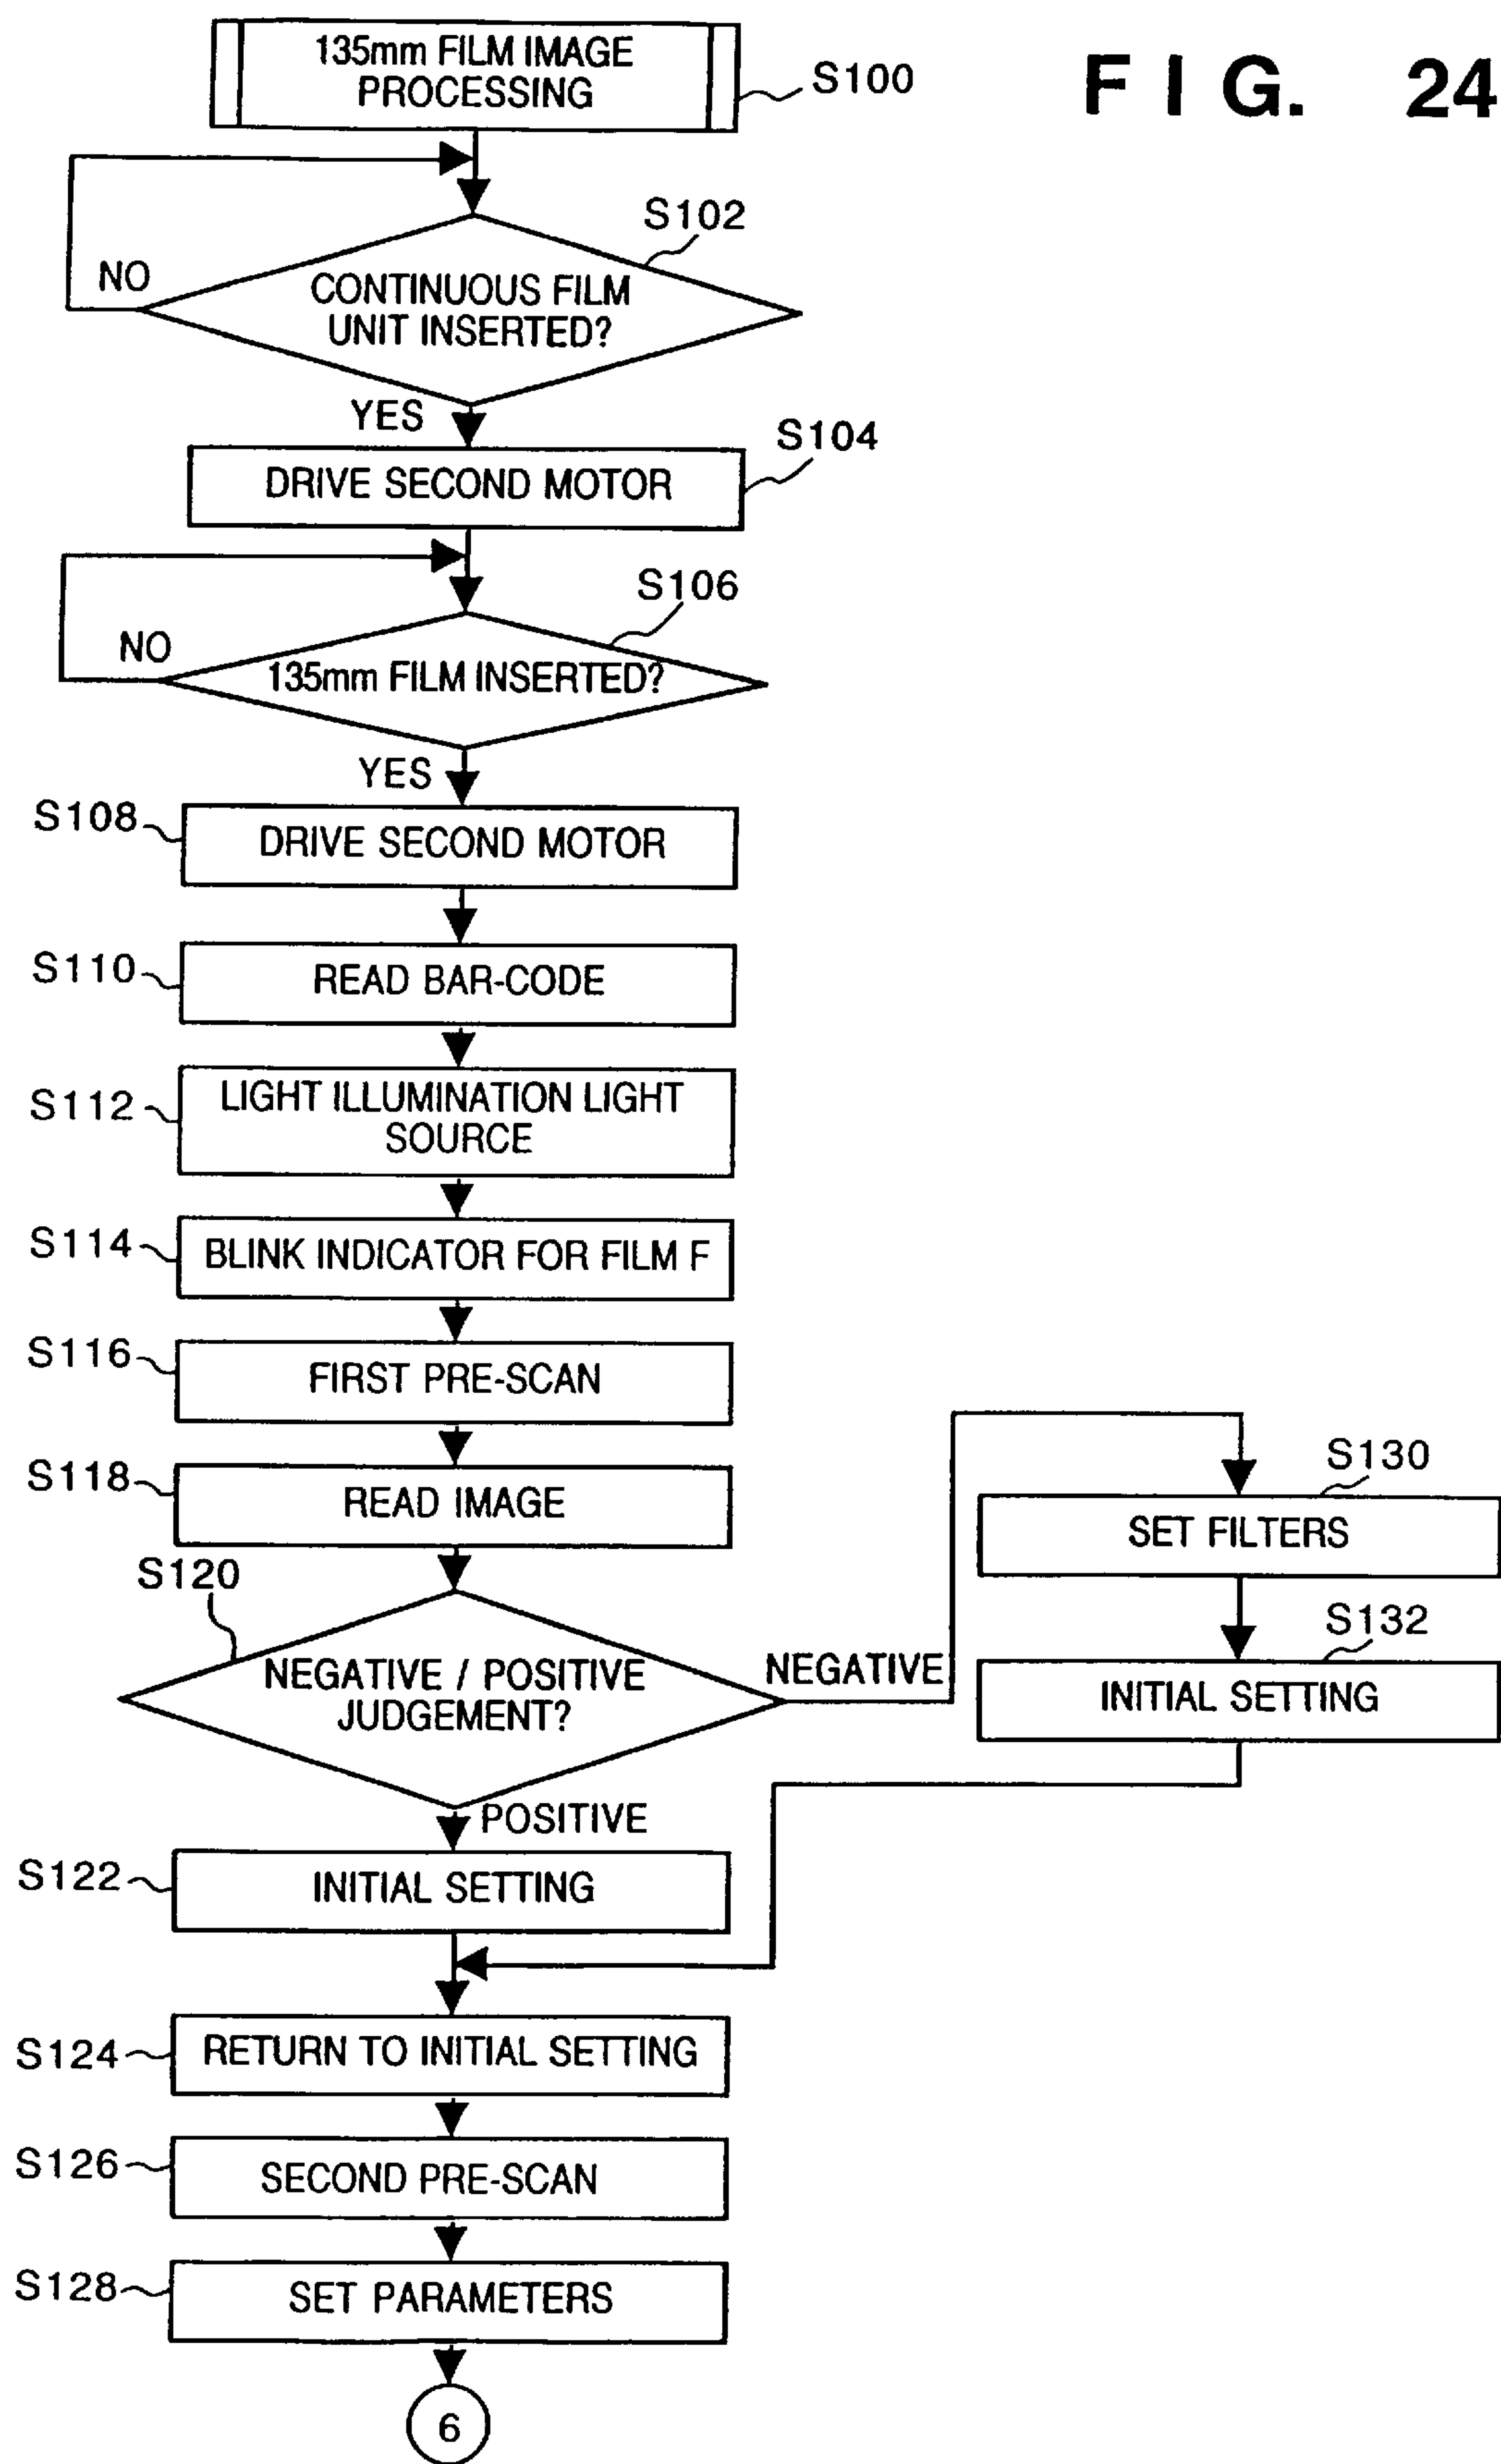 FIG. 24
135mm FILM IMAGE
PROCESSING
S100
S102
NO
CONTINUOUS FILM
UNIT INSERTED?
YES
S104
DRIVE SECOND MOTOR
S106
NO
135mm FILM INSERTED?
YES
S108
DRIVE SECOND MOTOR
S110
READ BAR-CODE
S112
LIGHT ILLUMINATION LIGHT
SOURCE
S114
BLINK INDICATOR FOR FILM F
S116
FIRST PRE-SCAN
S118
READ IMAGE
S120
NEGATIVE / POSITIVE
JUDGEMENT?
NEGATIVE
S130
SET FILTERS
S132
INITIAL SETTING
POSITIVE
S122
INITIAL SETTING
S124
RETURN TO INITIAL SETTING
S126
SECOND PRE-SCAN
S128
SET PARAMETERS
6